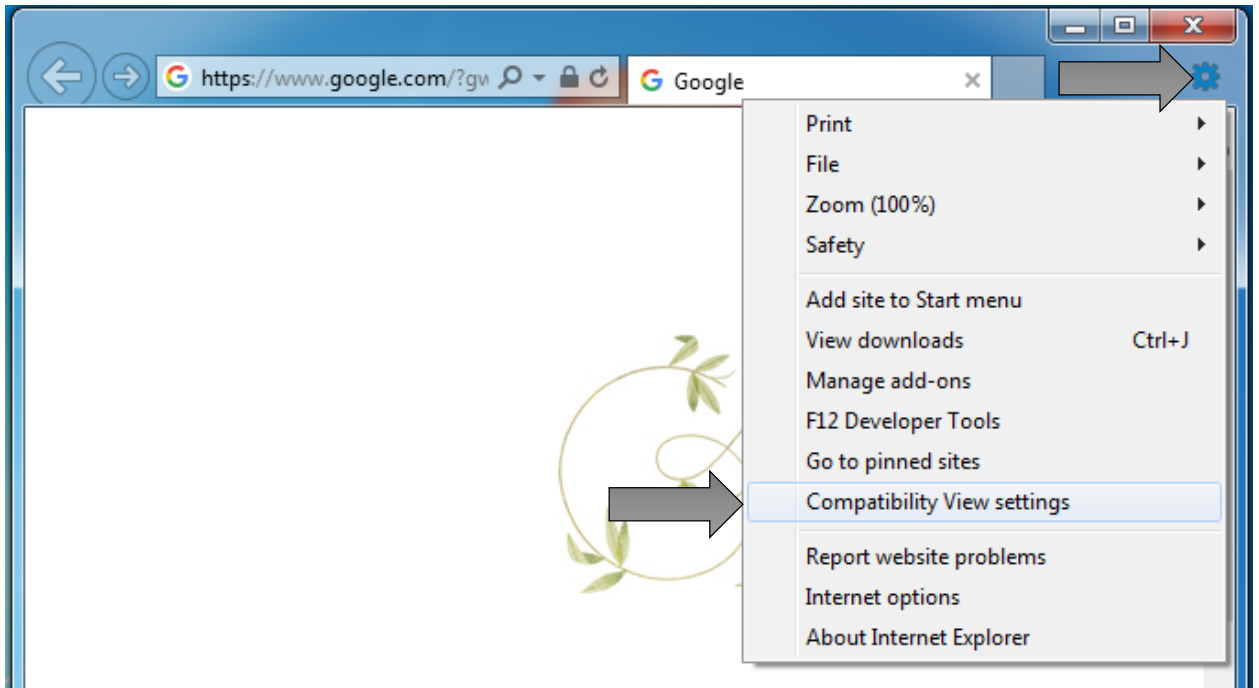 https://www.google.com/?gw
Google
Print
File
Zoom (100%)
Safety
Add site to Start menu
View downloads Ctrl+J
Manage add-ons
F12 Developer Tools
Go to pinned sites
Compatibility View settings
Report website problems
Internet options
About Internet Explorer